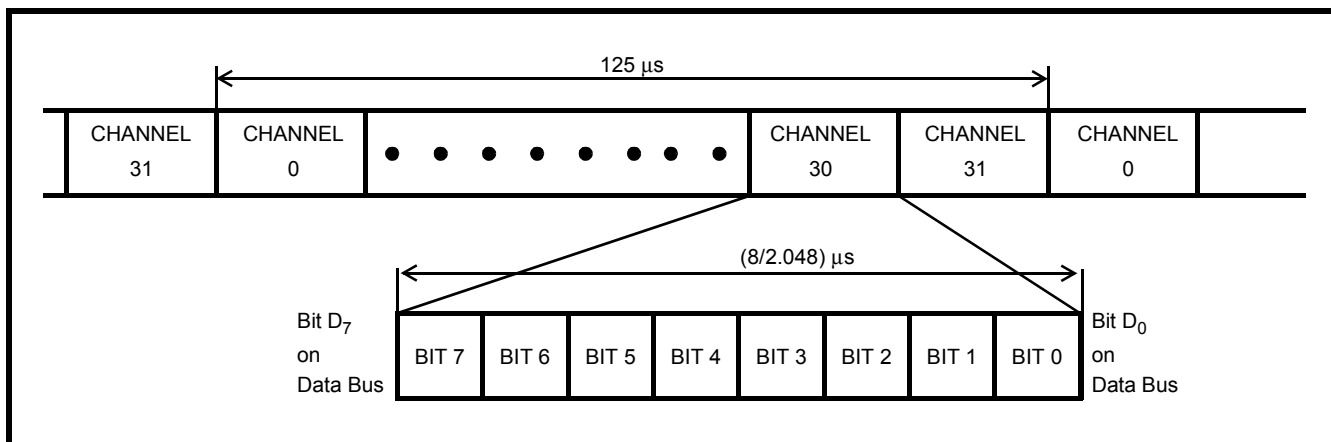 125 μs
CHANNEL
31
CHANNEL
0
CHANNEL
30
CHANNEL
31
CHANNEL
0
(8/2.048) μs
Bit D7
on
Data Bus
BIT 7 BIT 6 BIT 5 BIT 4 BIT 3 BIT 2 BIT 1 BIT 0
Bit D0
on
Data Bus